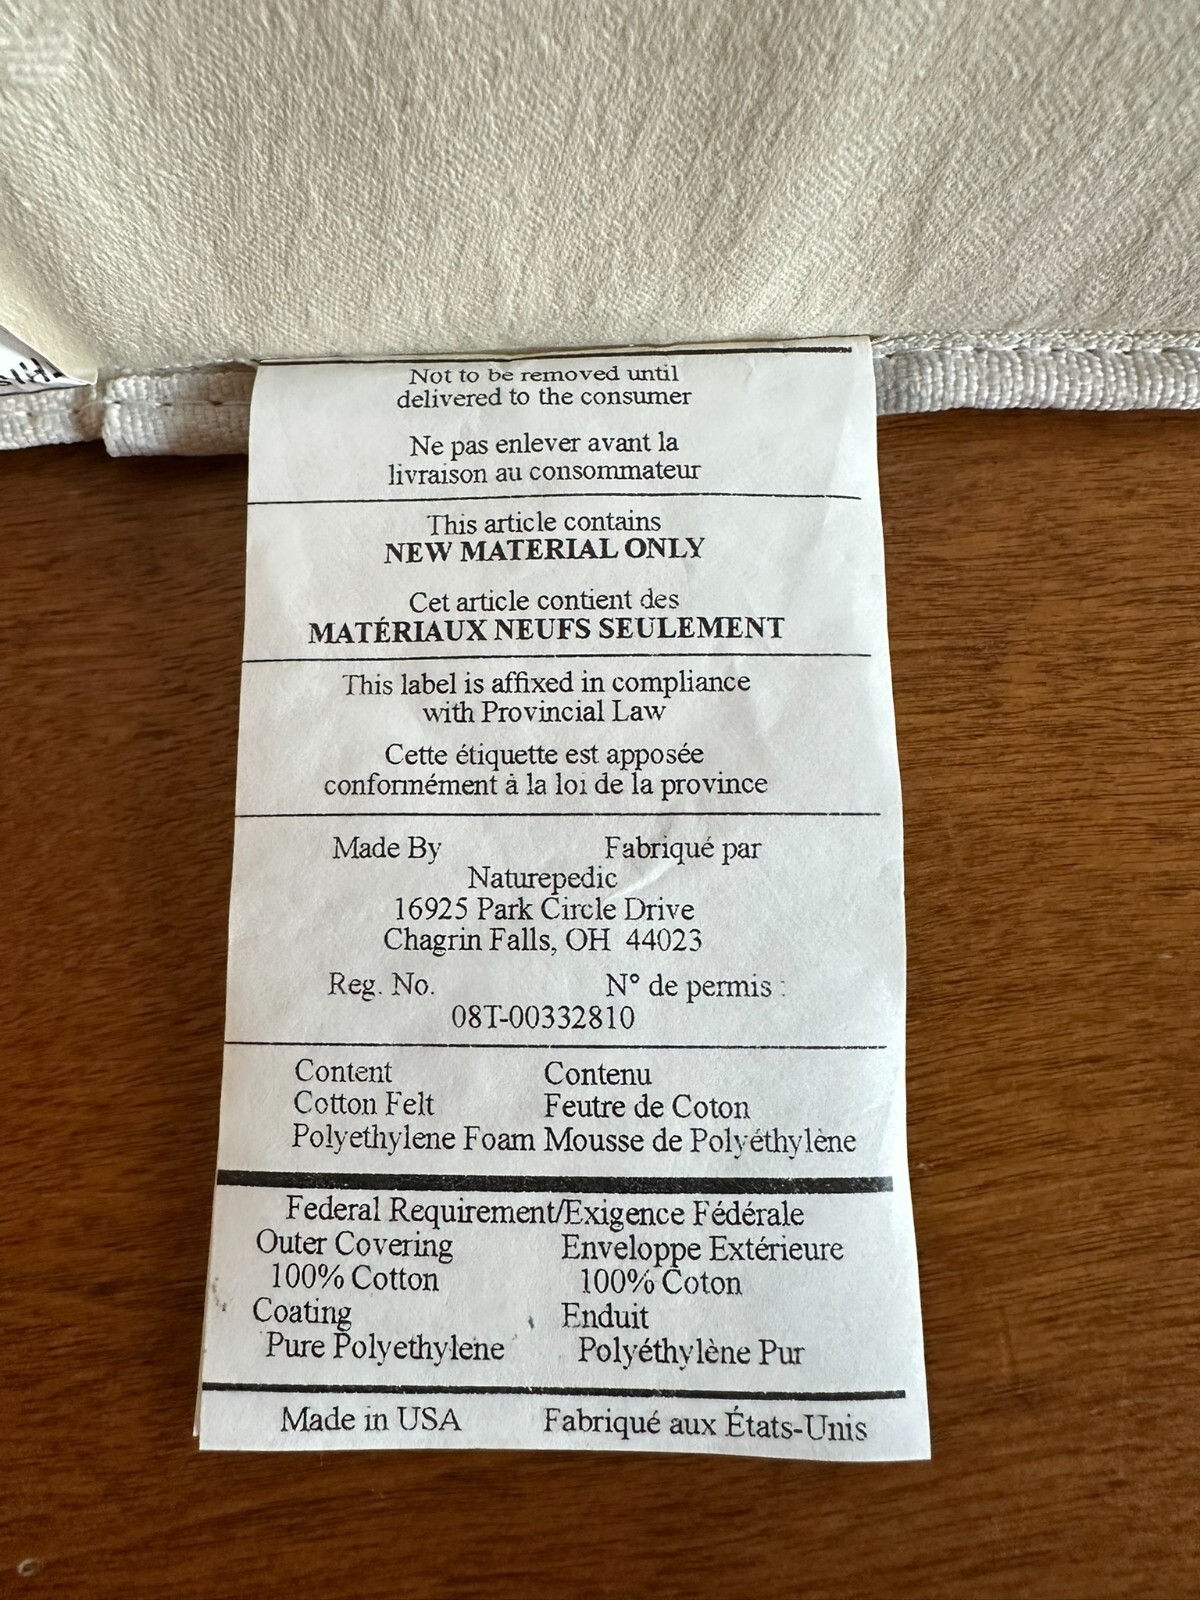 Not to be removed until
delivered to the consumer
Ne pas enlever avant la
livraison au consommateur
This article contains
NEW MATERIAL ONLY
Cet article contient des
MATÉRIAUX NEUFS SEULEMENT
This label is affixed in compliance
with Provincial Law
Cette étiquette est apposée
conformément à la loi de la province
Made By Fabriqué par
Naturepedic
16925 Park Circle Drive
Chagrin Falls, OH 44023
Reg. No. N° de permis :
08T-00332810
Content Contenu
Cotton Felt Feutre de Coton
Polyethylene Foam Mousse de Polyéthylène
Federal Requirement/Exigence Fédérale
Outer Covering Enveloppe Extérieure
100% Cotton 100% Coton
Coating Enduit
Pure Polyethylene Polyéthylène Pur
Made in USA Fabriqué aux États-Unis